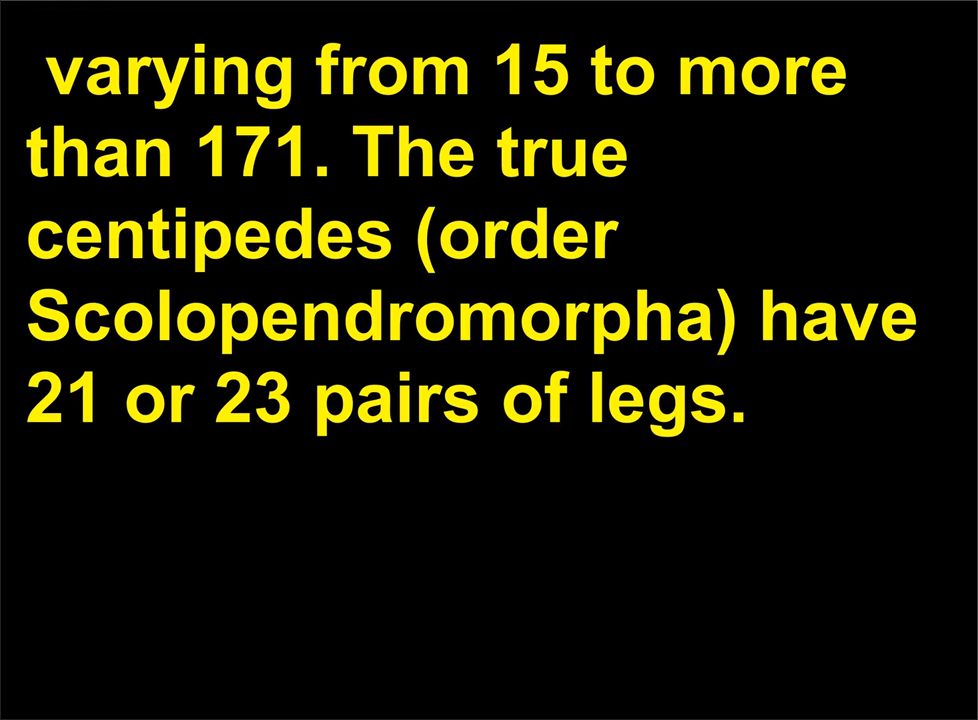 varying from 15 to more
than 171. The true
centipedes (order
Scolopendromorpha) have
21 or 23 pairs of legs.